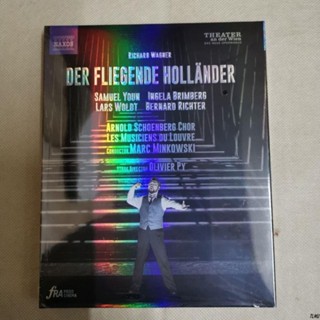 NAXOS
THEATER
an der Wien
RICHARD WAGNER
DER FLIEGENDE HOLLÄNDER
SAMUEL YOUN INGELA BRIMBERG
LARS WOLDT BERNARD RICHTER
ARNOLD SCHOENBERG CHOR
LES MUSICIENS DU LOUVRE
CONDUCTOR MARC MINKOWSKI
STAGE DIRECTOR OLIVIER PY
fRA